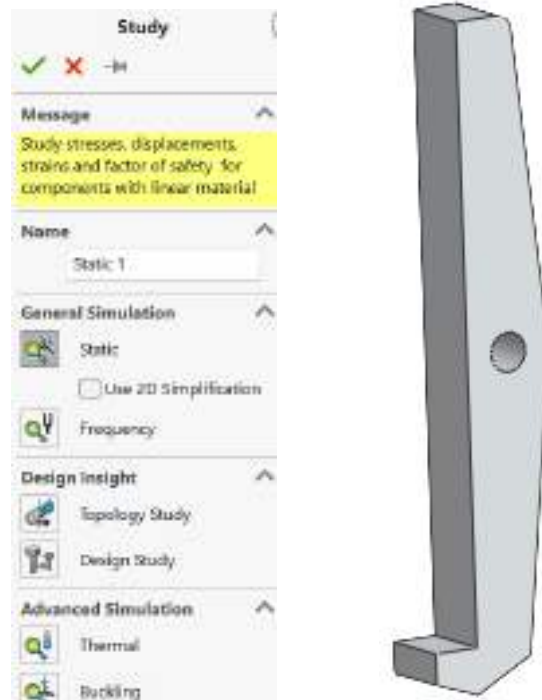 Study
Message
Study stresses, displacements,
strains and factor of safety for
components with linear material
Name
Static 1
General Simulation
Static
Use 2D Simplification
Frequency
Design Insight
Topology Study
Design Study
Advanced Simulation
Thermal
Buckling